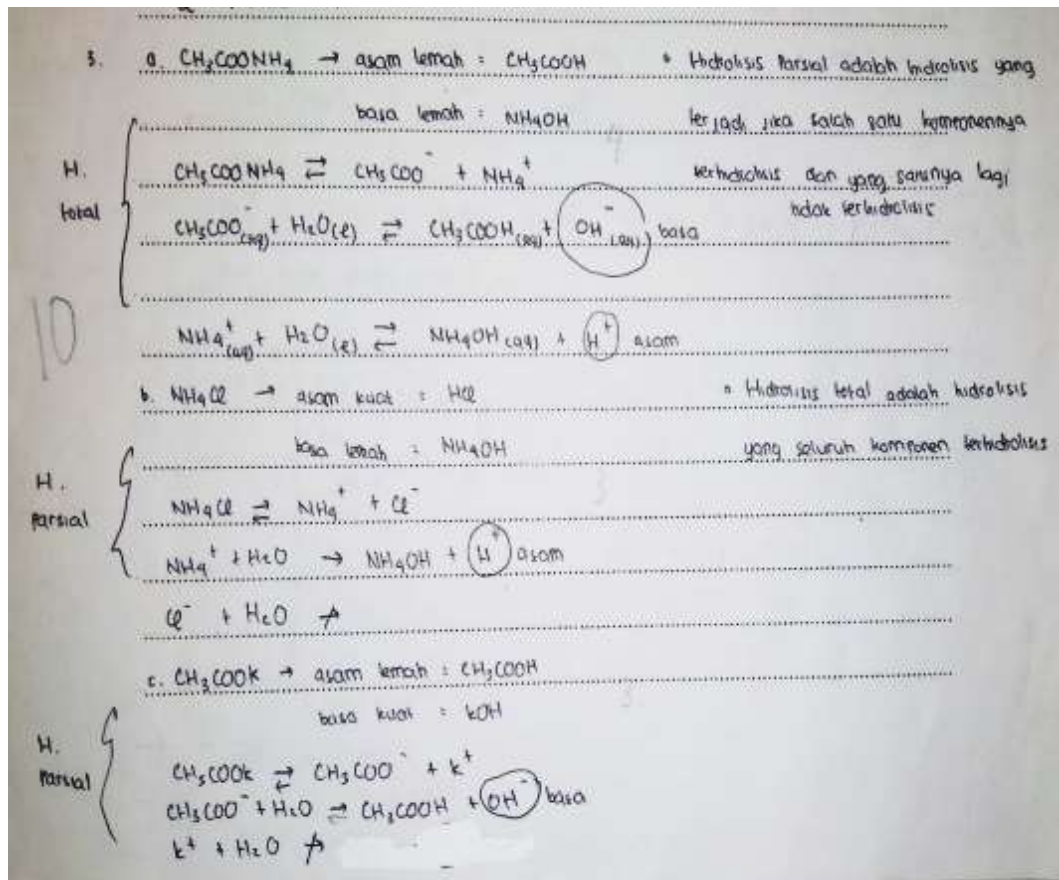 3. a. CH₃COONH₄ → asam lemah = CH₃COOH • Hidrolisis Parsial adalah hidrolisis yang
basa lemah = NH₄OH terjadi jika salah satu komponennya
H. total
CH₃COONH₄ ⇄ CH₃COO⁻ + NH₄⁺ terhidrolisis dan yang satunya lagi
tidak terhidrolisis
CH₃COO⁻(aq) + H₂O(l) ⇄ CH₃COOH(aq) + OH⁻(aq) basa
10
NH₄⁺(aq) + H₂O(l) ⇄ NH₄OH(aq) + H⁺ asam
b. NH₄Cl → asam kuat = HCl • Hidrolisis total adalah hidrolisis
basa lemah = NH₄OH yang seluruh komponen terhidrolisis
H. Parsial
NH₄Cl ⇄ NH₄⁺ + Cl⁻
3
NH₄⁺ + H₂O → NH₄OH + H⁺ asam
Cl⁻ + H₂O ↛
c. CH₃COOK → asam lemah = CH₃COOH
basa kuat = KOH
3
H. Parsial
CH₃COOK ⇄ CH₃COO⁻ + K⁺
CH₃COO⁻ + H₂O ⇄ CH₃COOH + OH⁻ basa
K⁺ + H₂O ↛